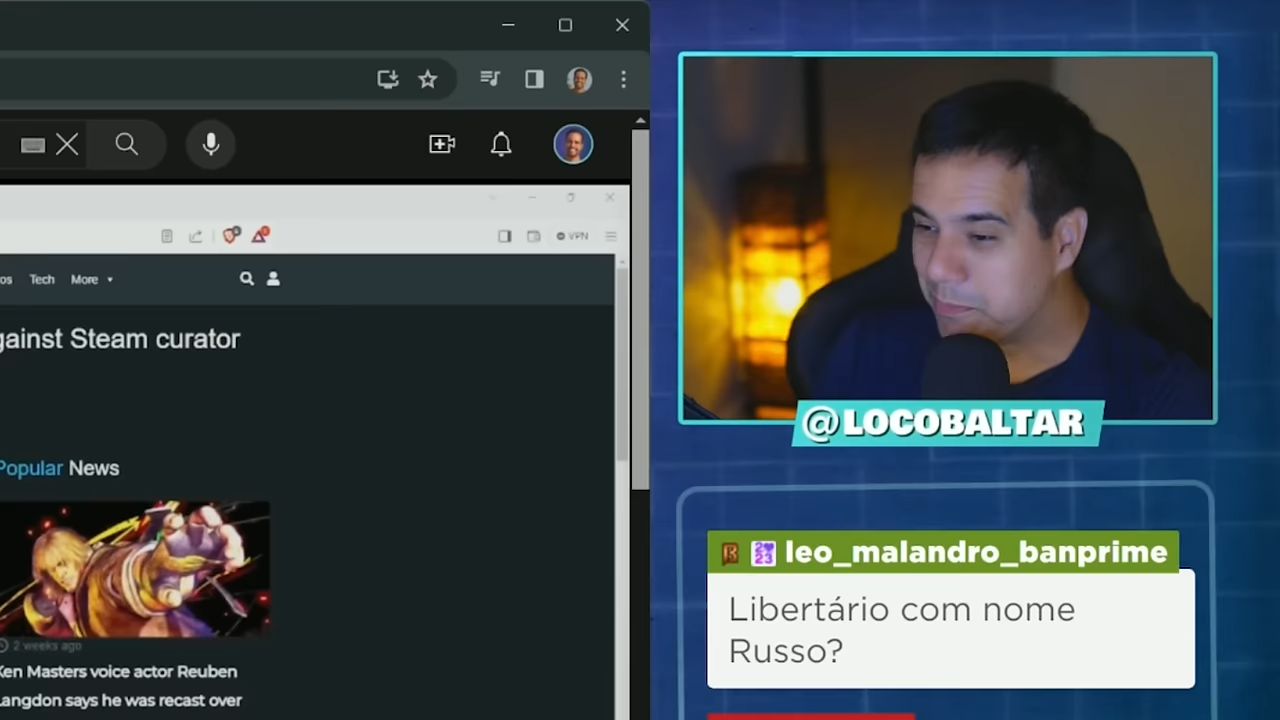 VPN
os Tech More
gainst Steam curator
Popular News
2 weeks ago
Ken Masters voice actor Reuben
Langdon says he was recast over
@LOCOBALTAR
leo_malandro_banprime
Libertário com nome
Russo?